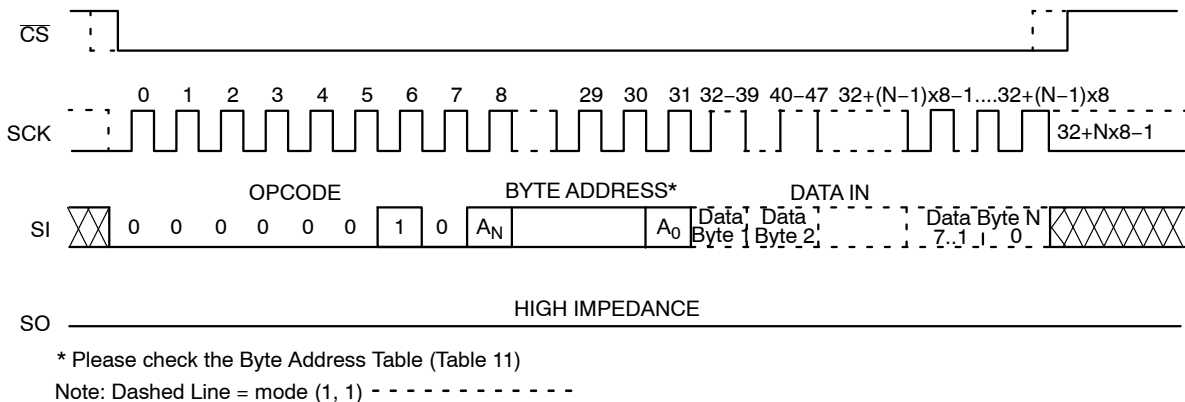 CS
0 1 2 3 4 5 6 7 8 29 30 31 32–39 40–47 32+(N–1)x8–1....32+(N–1)x8
SCK
32+Nx8–1
OPCODE BYTE ADDRESS* DATA IN
SI 0 0 0 0 0 0 1 0 AN A0 Data Byte 1 Data Byte 2 Data Byte N 7..1 0
HIGH IMPEDANCE
SO
* Please check the Byte Address Table (Table 11)
Note: Dashed Line = mode (1, 1)